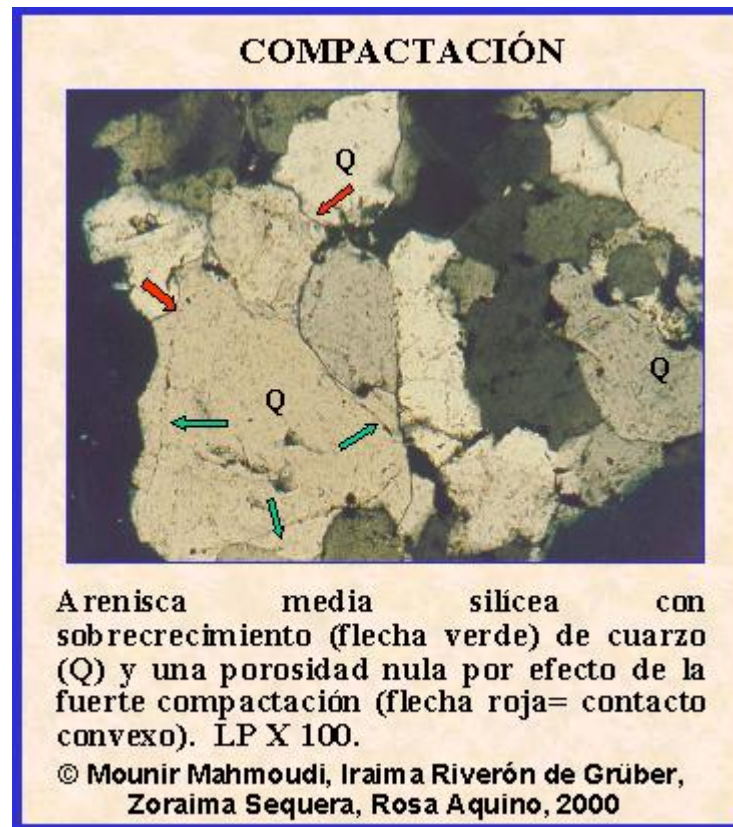 COMPACTACIÓN
Q
Q
Q
Arenisca media silícea con
sobrecrecimiento (flecha verde) de cuarzo
(Q) y una porosidad nula por efecto de la
fuerte compactación (flecha roja= contacto
convexo). LP X 100.
© Mounir Mahmoudi, Iraima Riverón de Grüber,
Zoraima Sequera, Rosa Aquino, 2000